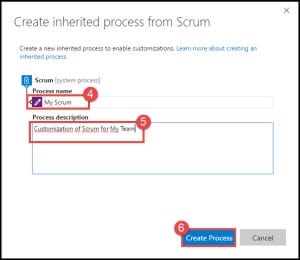 Create inherited process from Scrum
Create a new inherited process to enable customizations. Learn more about creating an
inherited process
Scrum [system process]
Process name
4
My Scrum
Process description
5
Customization of Scrum for My Team
6
Create Process
Cancel